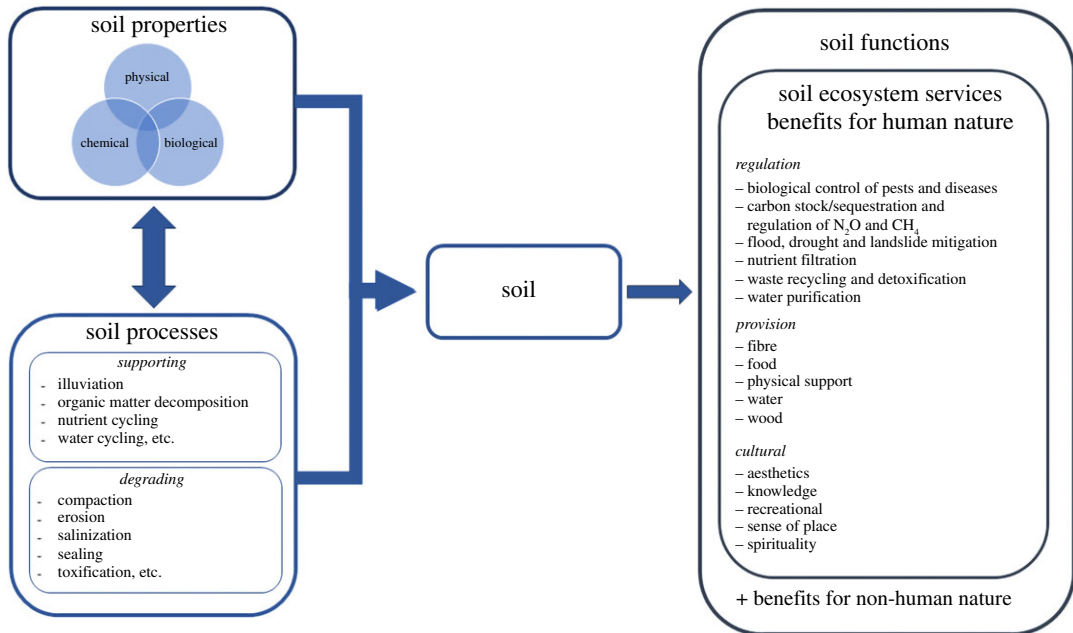 soil properties
physical
chemical
biological
soil processes
supporting
- illuviation
- organic matter decomposition
- nutrient cycling
- water cycling, etc.
degrading
- compaction
- erosion
- salinization
- sealing
- toxification, etc.
soil
soil functions
soil ecosystem services
benefits for human nature
regulation
– biological control of pests and diseases
– carbon stock/sequestration and
regulation of N₂O and CH₄
– flood, drought and landslide mitigation
– nutrient filtration
– waste recycling and detoxification
– water purification
provision
– fibre
– food
– physical support
– water
– wood
cultural
– aesthetics
– knowledge
– recreational
– sense of place
– spirituality
+ benefits for non-human nature